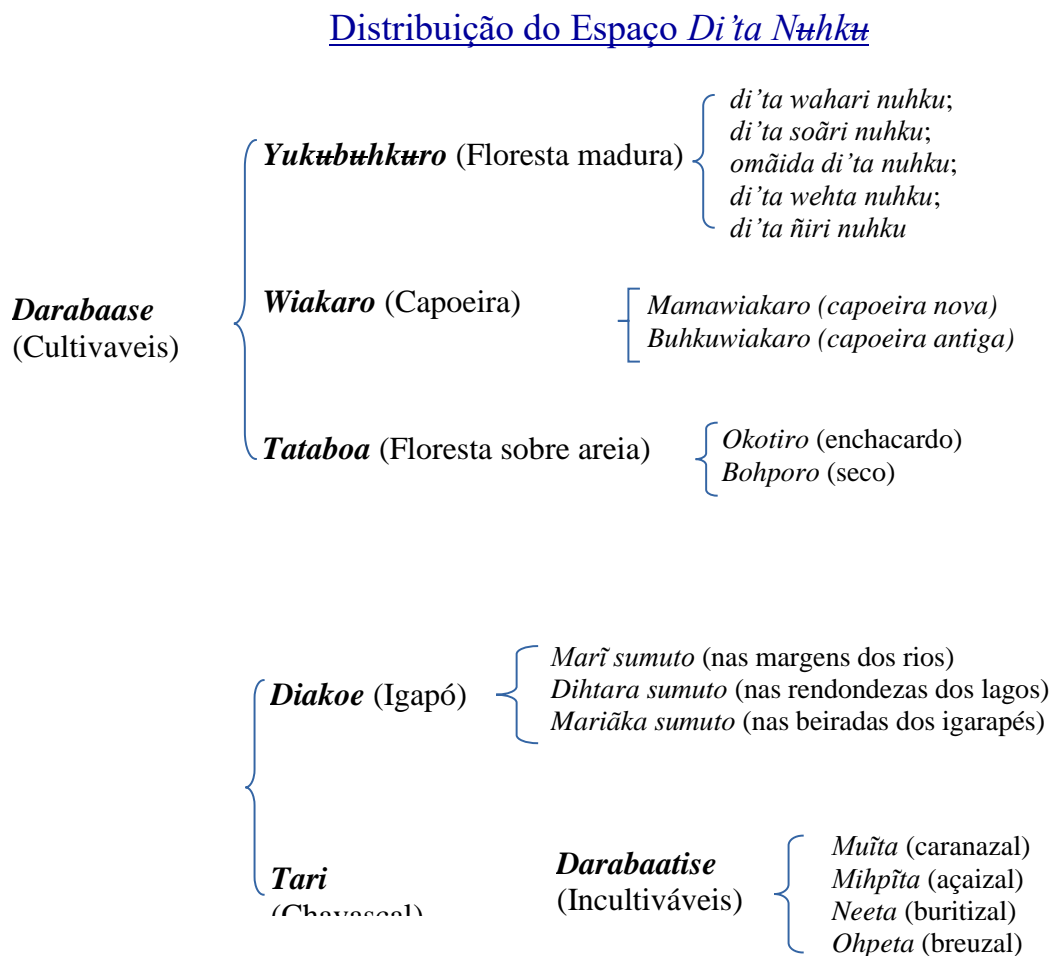 Distribuição do Espaço Di’ta Nʉhkʉ
di’ta wahari nuhku;
di’ta soãri nuhku;
omãida di’ta nuhku;
di’ta wehta nuhku;
di’ta ñiri nuhku
Yukʉbʉhkʉro (Floresta madura)
Darabaase
(Cultivaveis)
Wiakaro (Capoeira)
Mamawiakaro (capoeira nova)
Buhkuwiakaro (capoeira antiga)
Tataboa (Floresta sobre areia)
Okotiro (enchacardo)
Bohporo (seco)
Diakoe (Igapó)
Marĩ sumuto (nas margens dos rios)
Dihtara sumuto (nas rendondezas dos lagos)
Mariãka sumuto (nas beiradas dos igarapés)
Tari
(Chavascal)
Darabaatise
(Incultiváveis)
Muĩta (caranazal)
Mihpĩta (açaizal)
Neeta (buritizal)
Ohpeta (breuzal)